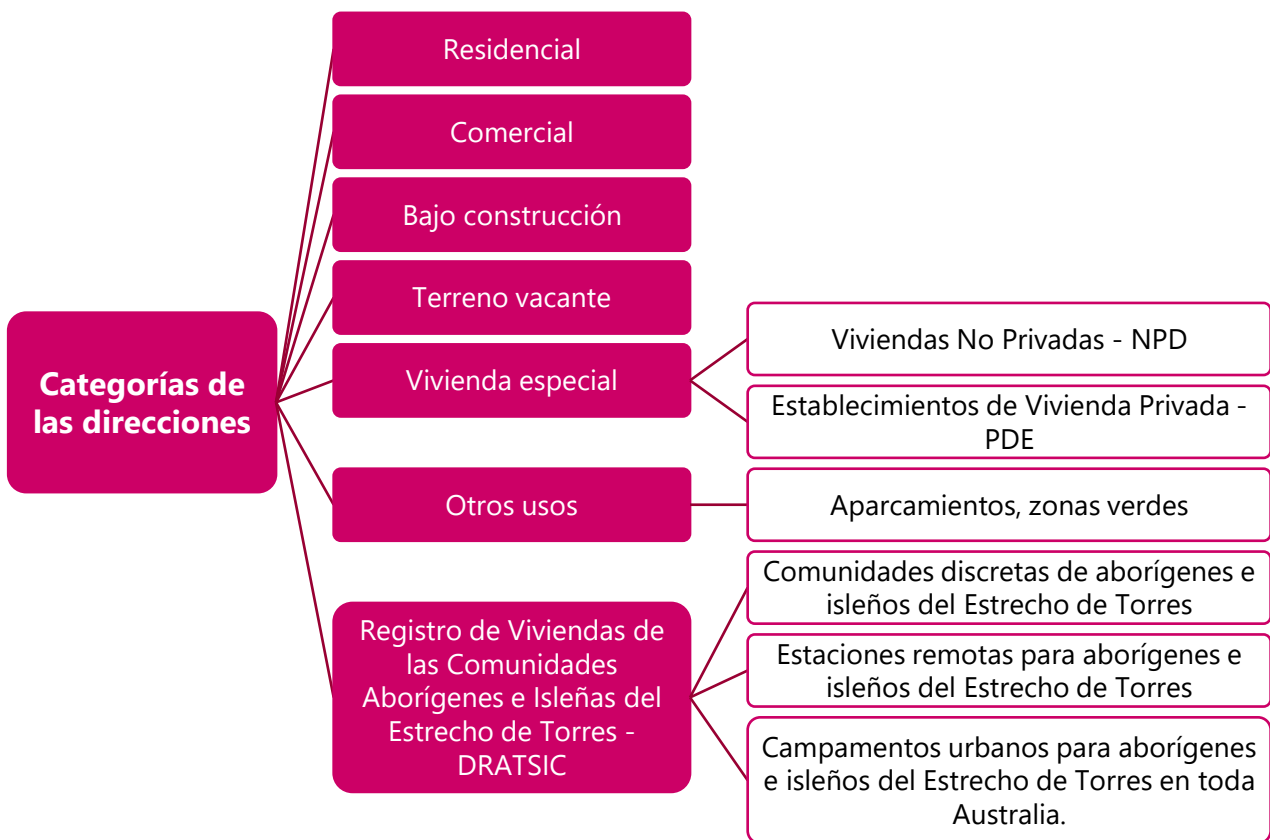 Categorías de
las direcciones
Residencial
Comercial
Bajo construcción
Terreno vacante
Vivienda especial
Viviendas No Privadas - NPD
Establecimientos de Vivienda Privada -
PDE
Otros usos
Aparcamientos, zonas verdes
Registro de Viviendas de
las Comunidades
Aborígenes e Isleñas del
Estrecho de Torres -
DRATSIC
Comunidades discretas de aborígenes e
isleños del Estrecho de Torres
Estaciones remotas para aborígenes e
isleños del Estrecho de Torres
Campamentos urbanos para aborígenes
e isleños del Estrecho de Torres en toda
Australia.